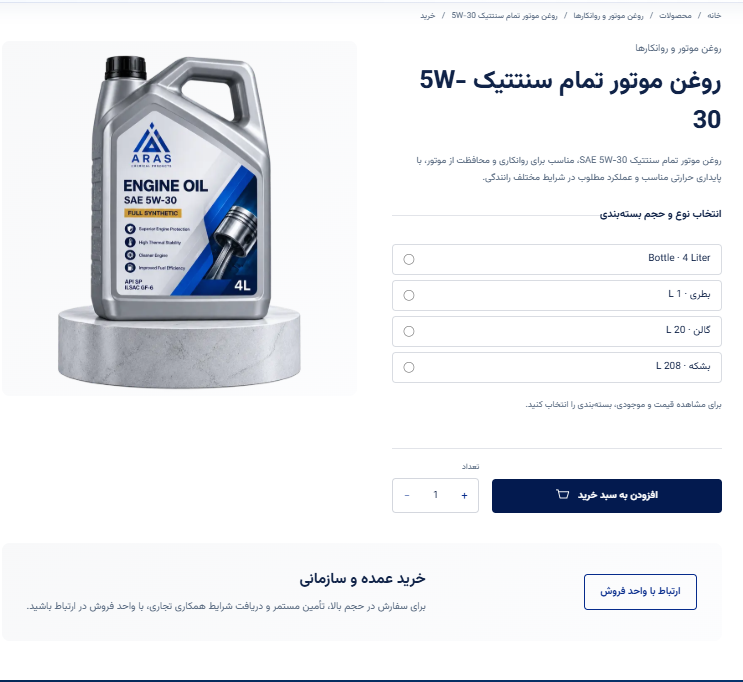 خانه / محصولات / روغن موتور و روانکارها / روغن موتور تمام سنتتیک 5W-30 / خرید
روغن موتور و روانکارها
روغن موتور تمام سنتتیک 5W-
30
روغن موتور تمام سنتتیک SAE 5W-30، مناسب برای روانکاری و محافظت از موتور، با
پایداری حرارتی مناسب و عملکرد مطلوب در شرایط مختلف رانندگی.
انتخاب نوع و حجم بسته‌بندی
Bottle · 4 Liter
بطری · 1 L
گالن · 20 L
بشکه · 208 L
برای مشاهده قیمت و موجودی، بسته‌بندی را انتخاب کنید.
تعداد
افزودن به سبد خرید
+ 1 −
ARAS
CHEMICAL PRODUCTS
ENGINE OIL
SAE 5W-30
FULL SYNTHETIC
Superior Engine Protection
High Thermal Stability
Cleaner Engine
Improved Fuel Efficiency
API SP
ILSAC GF-6
4L
خرید عمده و سازمانی
برای سفارش در حجم بالا، تأمین مستمر و دریافت شرایط همکاری تجاری، با واحد فروش در ارتباط باشید.
ارتباط با واحد فروش